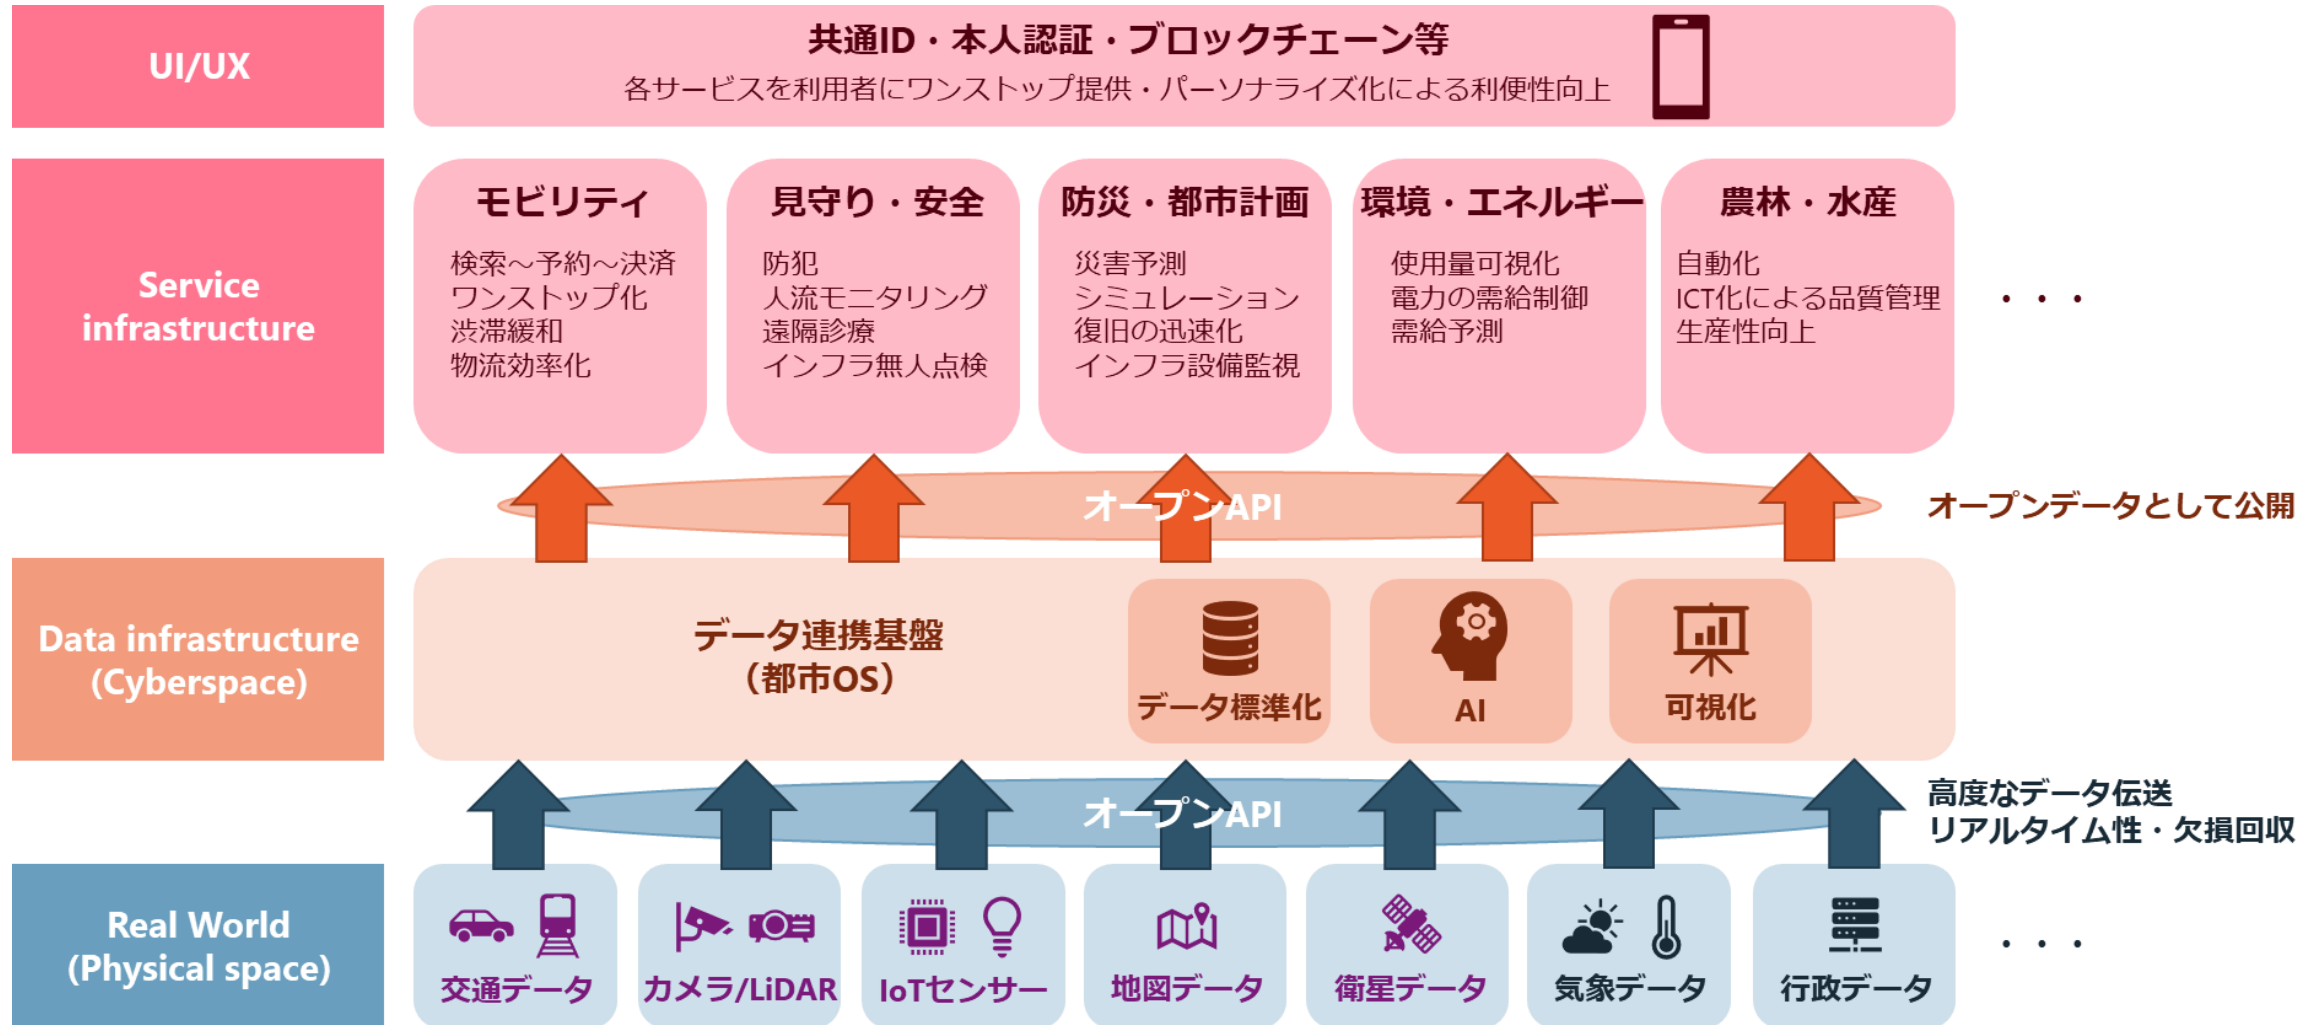 UI/UX
共通ID・本人認証・ブロックチェーン等
各サービスを利用者にワンストップ提供・パーソナライズ化による利便性向上
Service
infrastructure
モビリティ
検索～予約～決済
ワンストップ化
渋滞緩和
物流効率化
見守り・安全
防犯
人流モニタリング
遠隔診療
インフラ無人点検
防災・都市計画
災害予測
シミュレーション
復旧の迅速化
インフラ設備監視
環境・エネルギー
使用量可視化
電力の需給制御
需給予測
農林・水産
自動化
ICT化による品質管理
生産性向上
・・・
オープンAPI
オープンデータとして公開
Data infrastructure
(Cyberspace)
データ連携基盤
（都市OS）
データ標準化
AI
可視化
オープンAPI
高度なデータ伝送
リアルタイム性・欠損回収
Real World
(Physical space)
交通データ
カメラ/LiDAR
IoTセンサー
地図データ
衛星データ
気象データ
行政データ
・・・